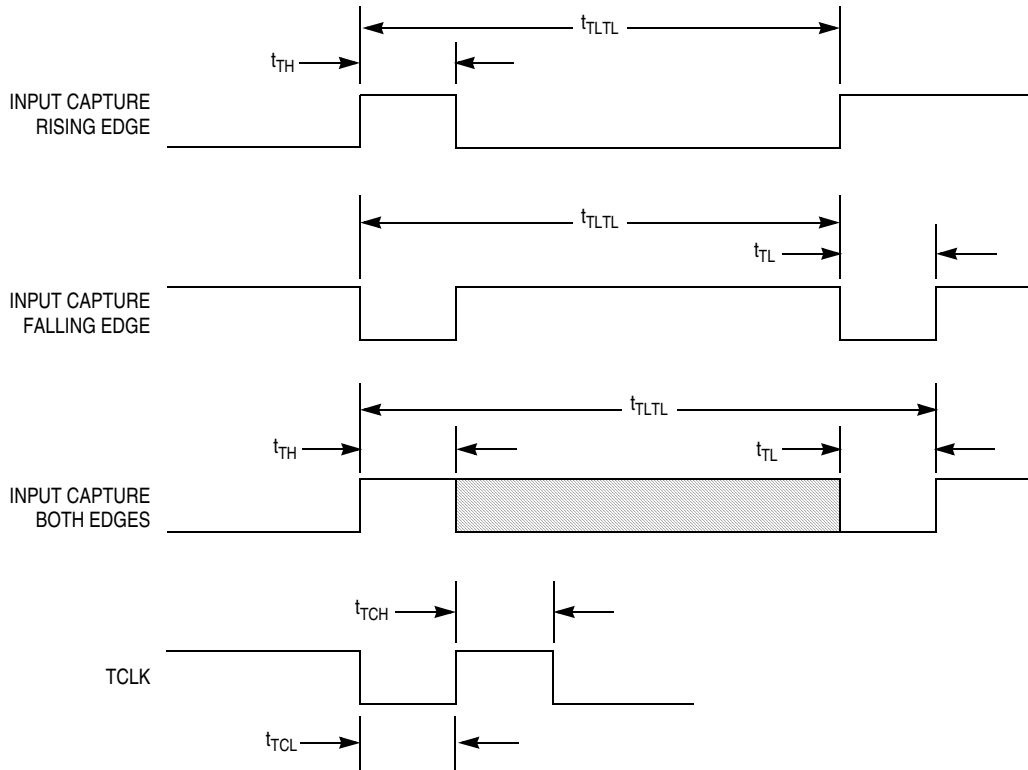 tTLTL
tTH
INPUT CAPTURE
RISING EDGE
tTLTL
tTL
INPUT CAPTURE
FALLING EDGE
tTLTL
tTH
tTL
INPUT CAPTURE
BOTH EDGES
tTCH
TCLK
tTCL